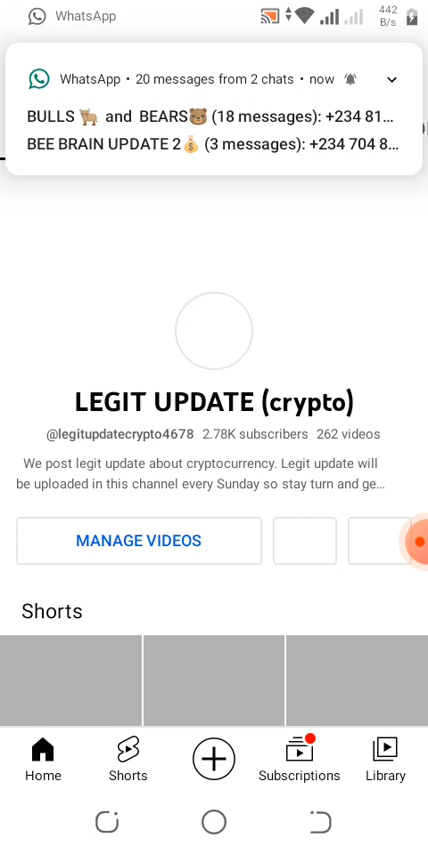 WhatsApp
442
B/s
WhatsApp • 20 messages from 2 chats • now
BULLS 🐂 and BEARS🐻 (18 messages): +234 81...
BEE BRAIN UPDATE 2💰 (3 messages): +234 704 8...
LEGIT UPDATE (crypto)
@legitupdatecrypto4678 2.78K subscribers 262 videos
We post legit update about cryptocurrency. Legit update will
be uploaded in this channel every Sunday so stay turn and ge...
MANAGE VIDEOS
Shorts
Home Shorts Subscriptions Library